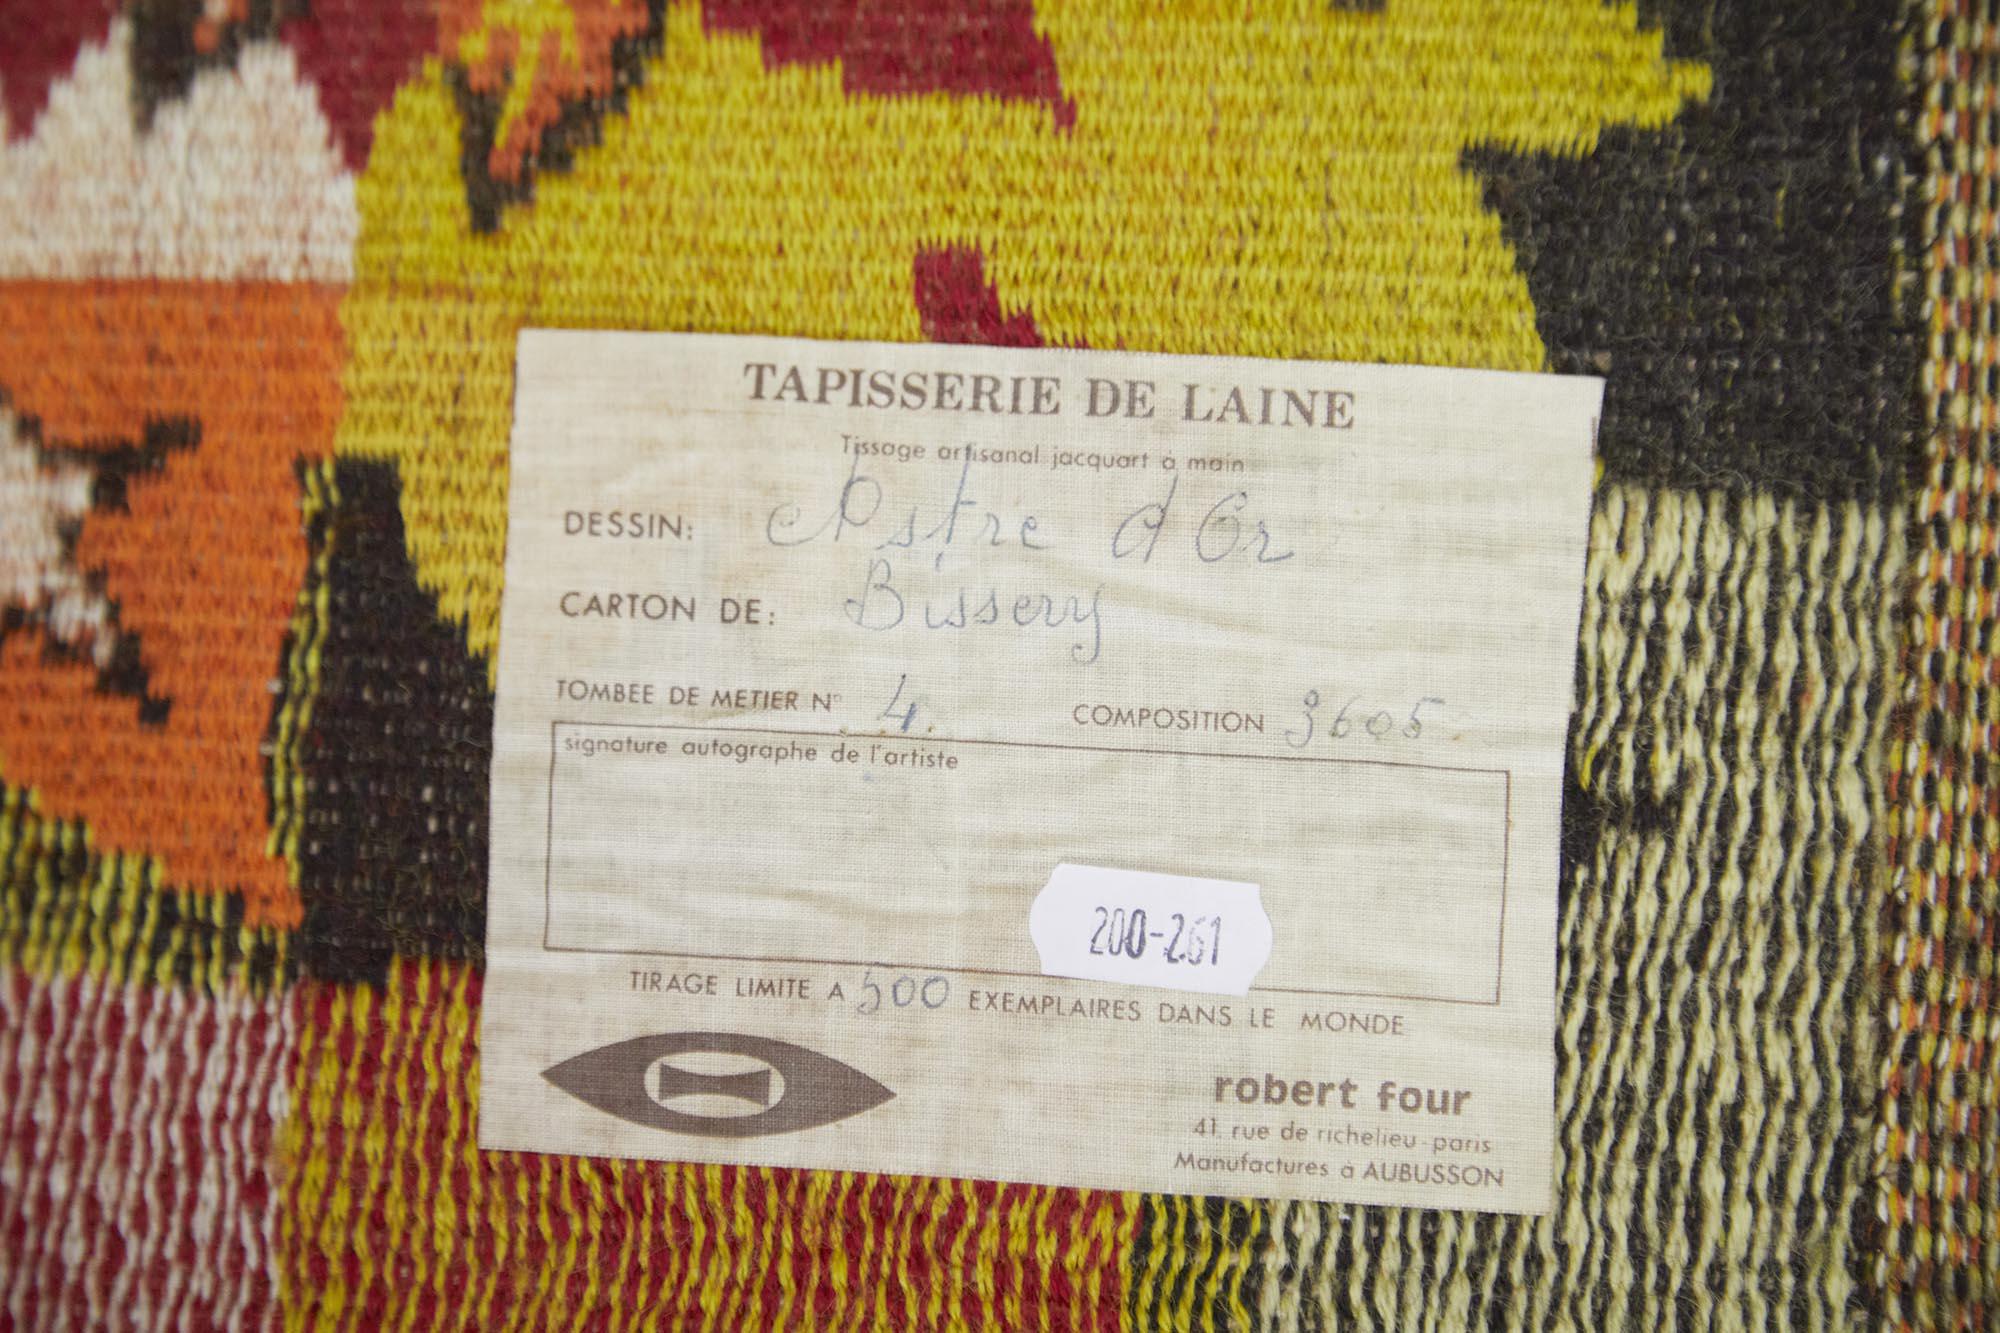 TAPISSERIE DE LAINE
Tissage artisanal jacquart à main
DESSIN: Astre d'Or
CARTON DE: Bissery
TOMBEE DE METIER N° 4. COMPOSITION 3605
signature autographe de l'artiste
200-261
TIRAGE LIMITE A 500 EXEMPLAIRES DANS LE MONDE
robert four
41, rue de richelieu - paris
Manufactures à AUBUSSON